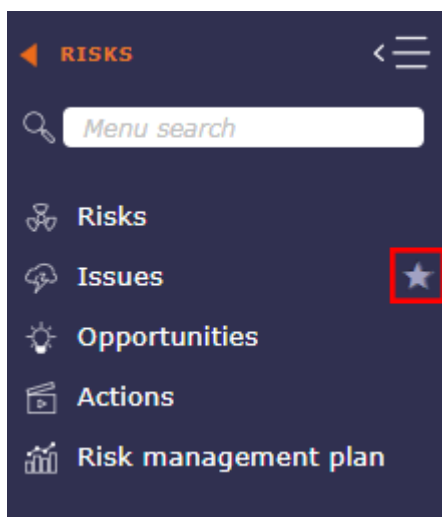 RISKS
Menu search
Risks
Issues
Opportunities
Actions
Risk management plan